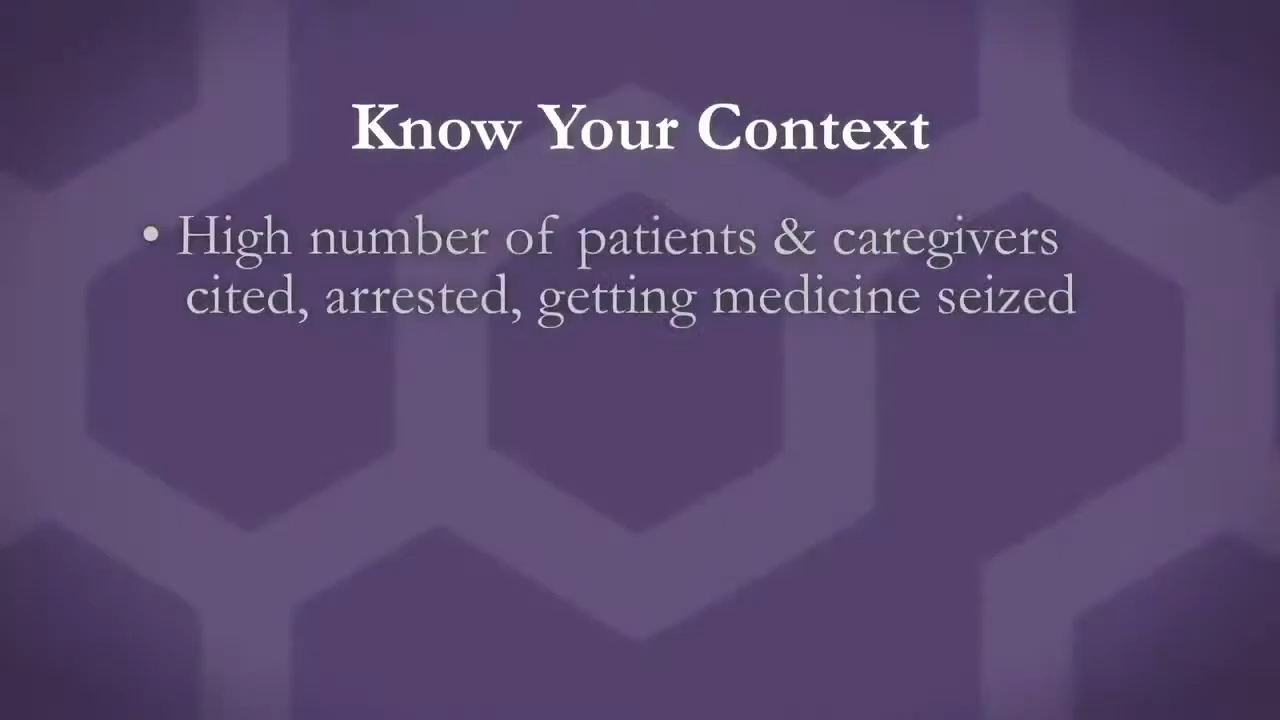 Know Your Context
• High number of patients & caregivers
cited, arrested, getting medicine seized